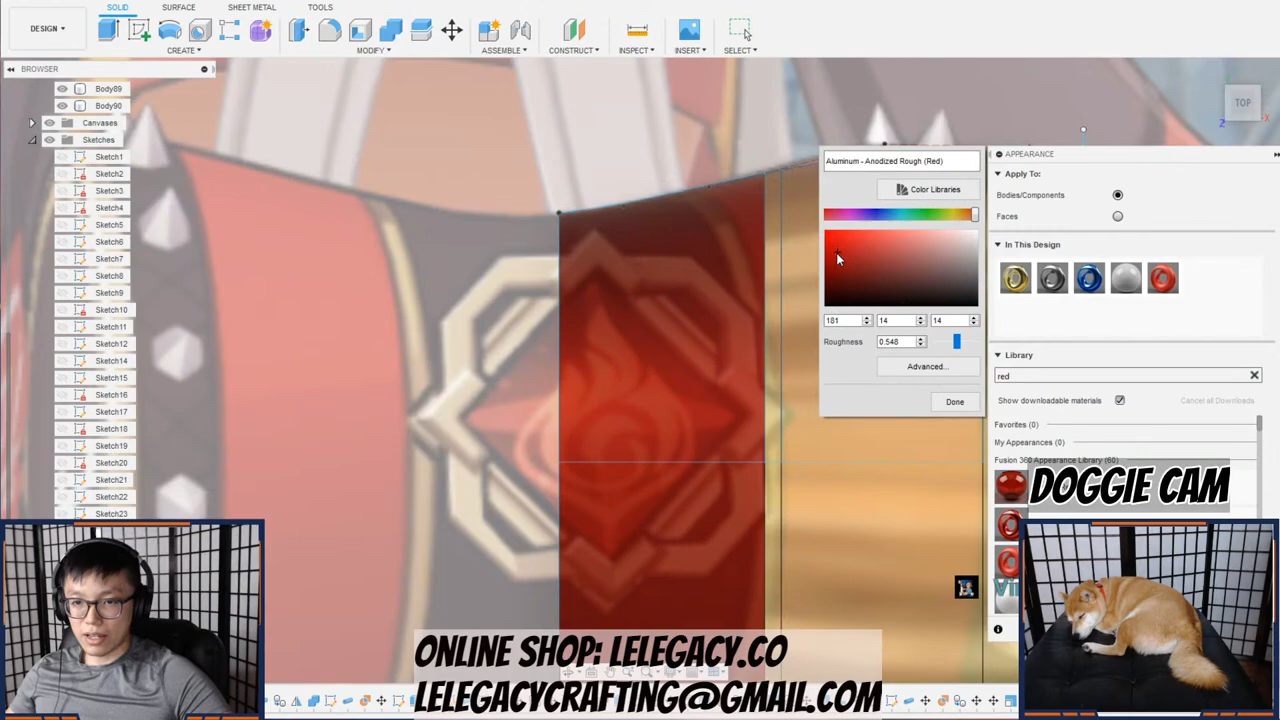 SOLID SURFACE SHEET METAL TOOLS
DESIGN
CREATE MODIFY ASSEMBLE CONSTRUCT INSPECT INSERT SELECT
BROWSER
Body89
Body90
Canvases
Sketches
Sketch1
Sketch2
Sketch3
Sketch4
Sketch5
Sketch6
Sketch7
Sketch8
Sketch9
Sketch10
Sketch11
Sketch12
Sketch14
Sketch15
Sketch16
Sketch17
Sketch18
Sketch19
Sketch20
Sketch21
Sketch22
Sketch23
TOP
Z
X
Aluminum - Anodized Rough (Red)
Color Libraries
181 14 14
Roughness 0.548
Advanced...
Done
APPEARANCE
Apply To:
Bodies/Components
Faces
In This Design
Library
red
Show downloadable materials Cancel all Downloads
Favorites (0)
My Appearances (0)
Fusion 360 Appearance Library (60)
DOGGIE CAM
ONLINE SHOP: LELEGACY.CO
LELEGACYCRAFTING@GMAIL.COM